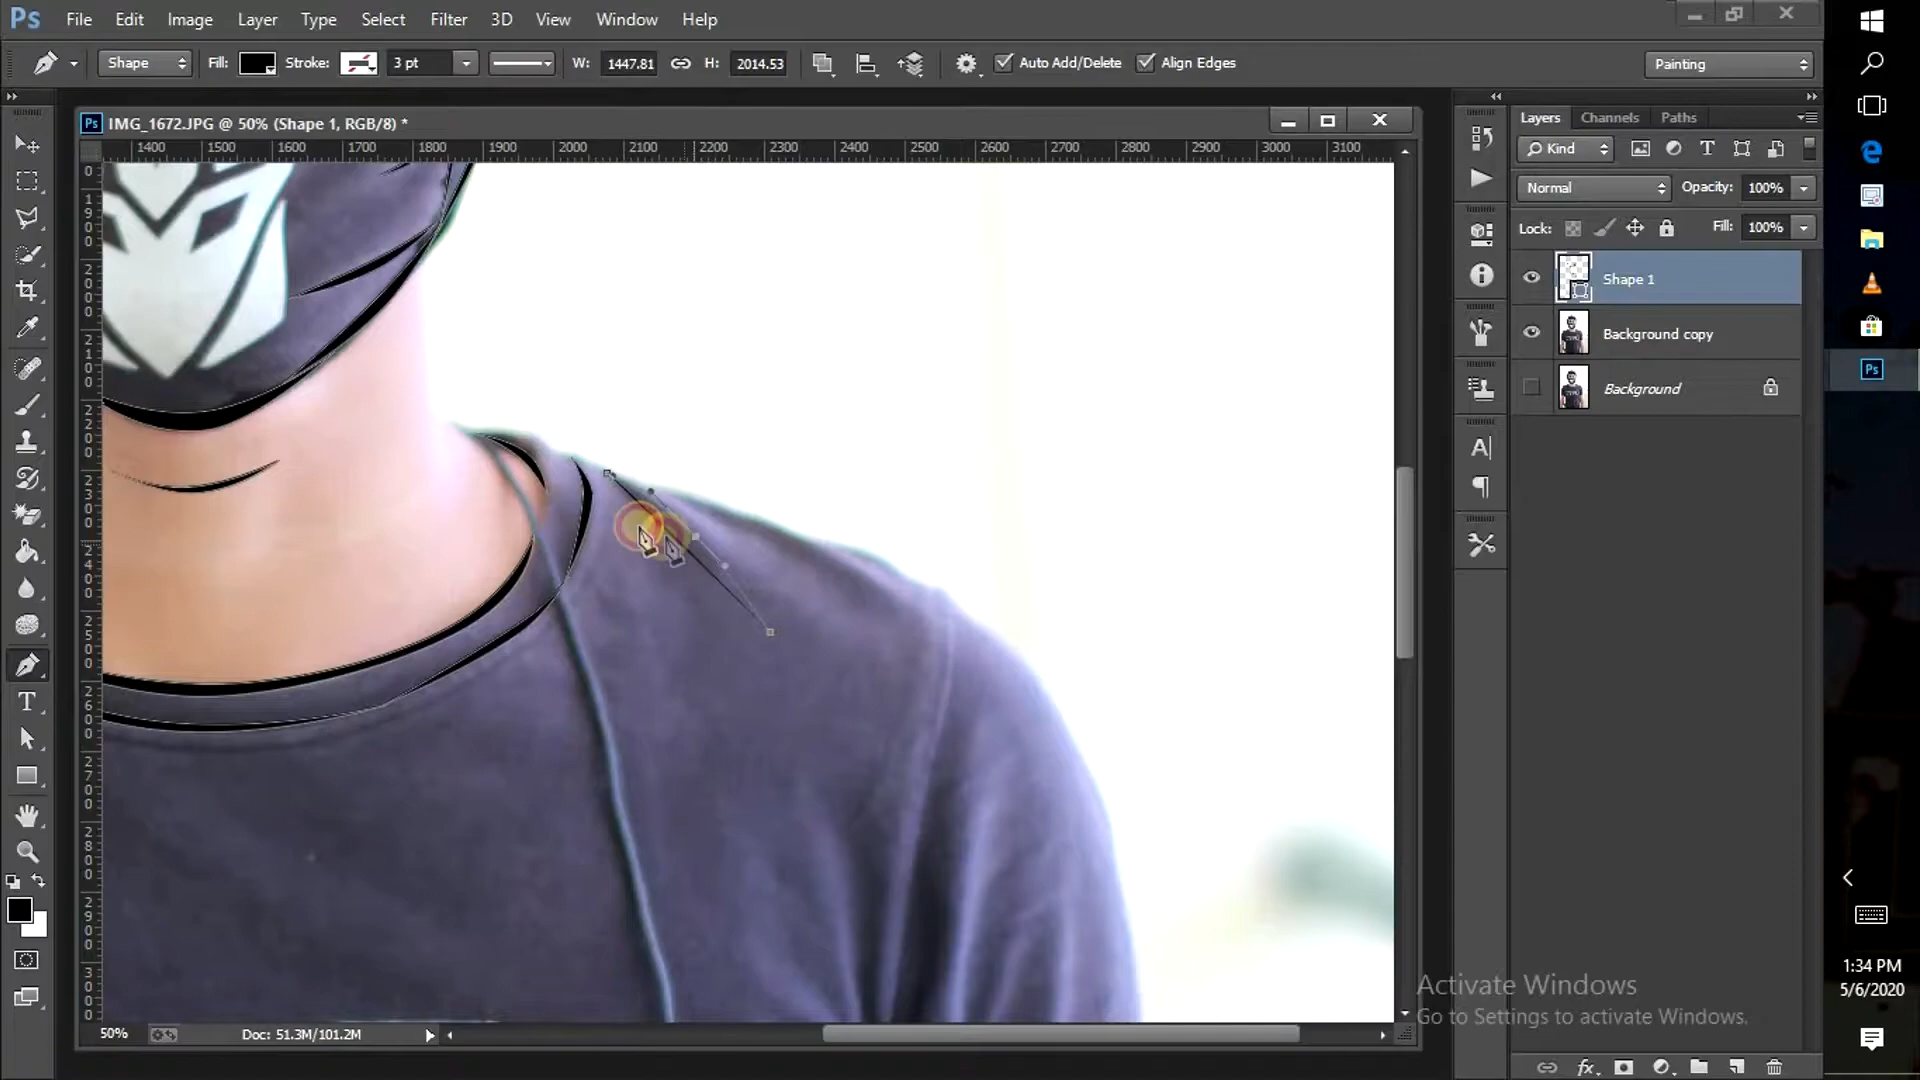 Ps File Edit Image Layer Type Select Filter 3D View Window Help
Shape Fill: Stroke: 3 pt W: 1447.81 H: 2014.53 Auto Add/Delete Align Edges Painting
Ps IMG_1672.JPG @ 50% (Shape 1, RGB/8) *
1400 1500 1600 1700 1800 1900 2000 2100 2200 2300 2400 2500 2600 2700 2800 2900 3000 3100
Layers Channels Paths
Kind
Normal Opacity: 100%
Lock: Fill: 100%
Shape 1
Background copy
Background
Ps
1:34 PM
5/6/2020
Activate Windows
Go to Settings to activate Windows.
50% Doc: 51.3M/101.2M